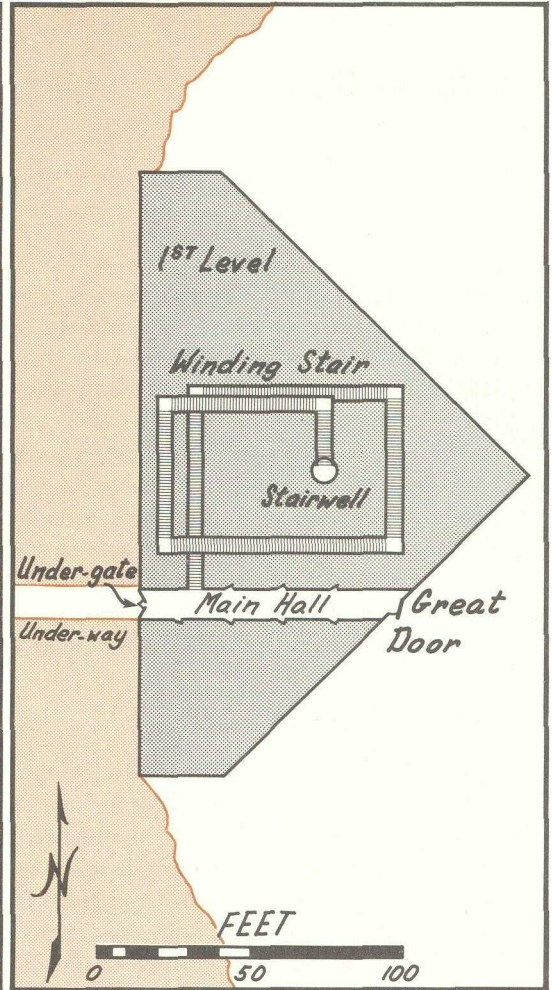 1ST Level
Winding Stair
Stairwell
Under-gate
Main Hall
Great
Door
Under-way
N
FEET
0 50 100